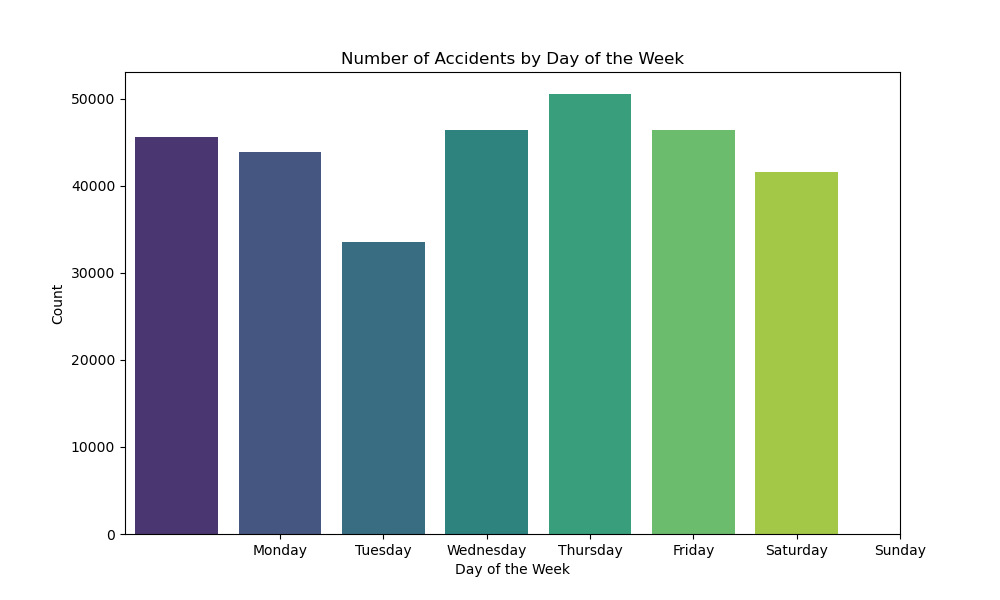 Number of Accidents by Day of the Week
50000
40000
30000
20000
10000
0
Count
Monday Tuesday Wednesday Thursday Friday Saturday Sunday
Day of the Week